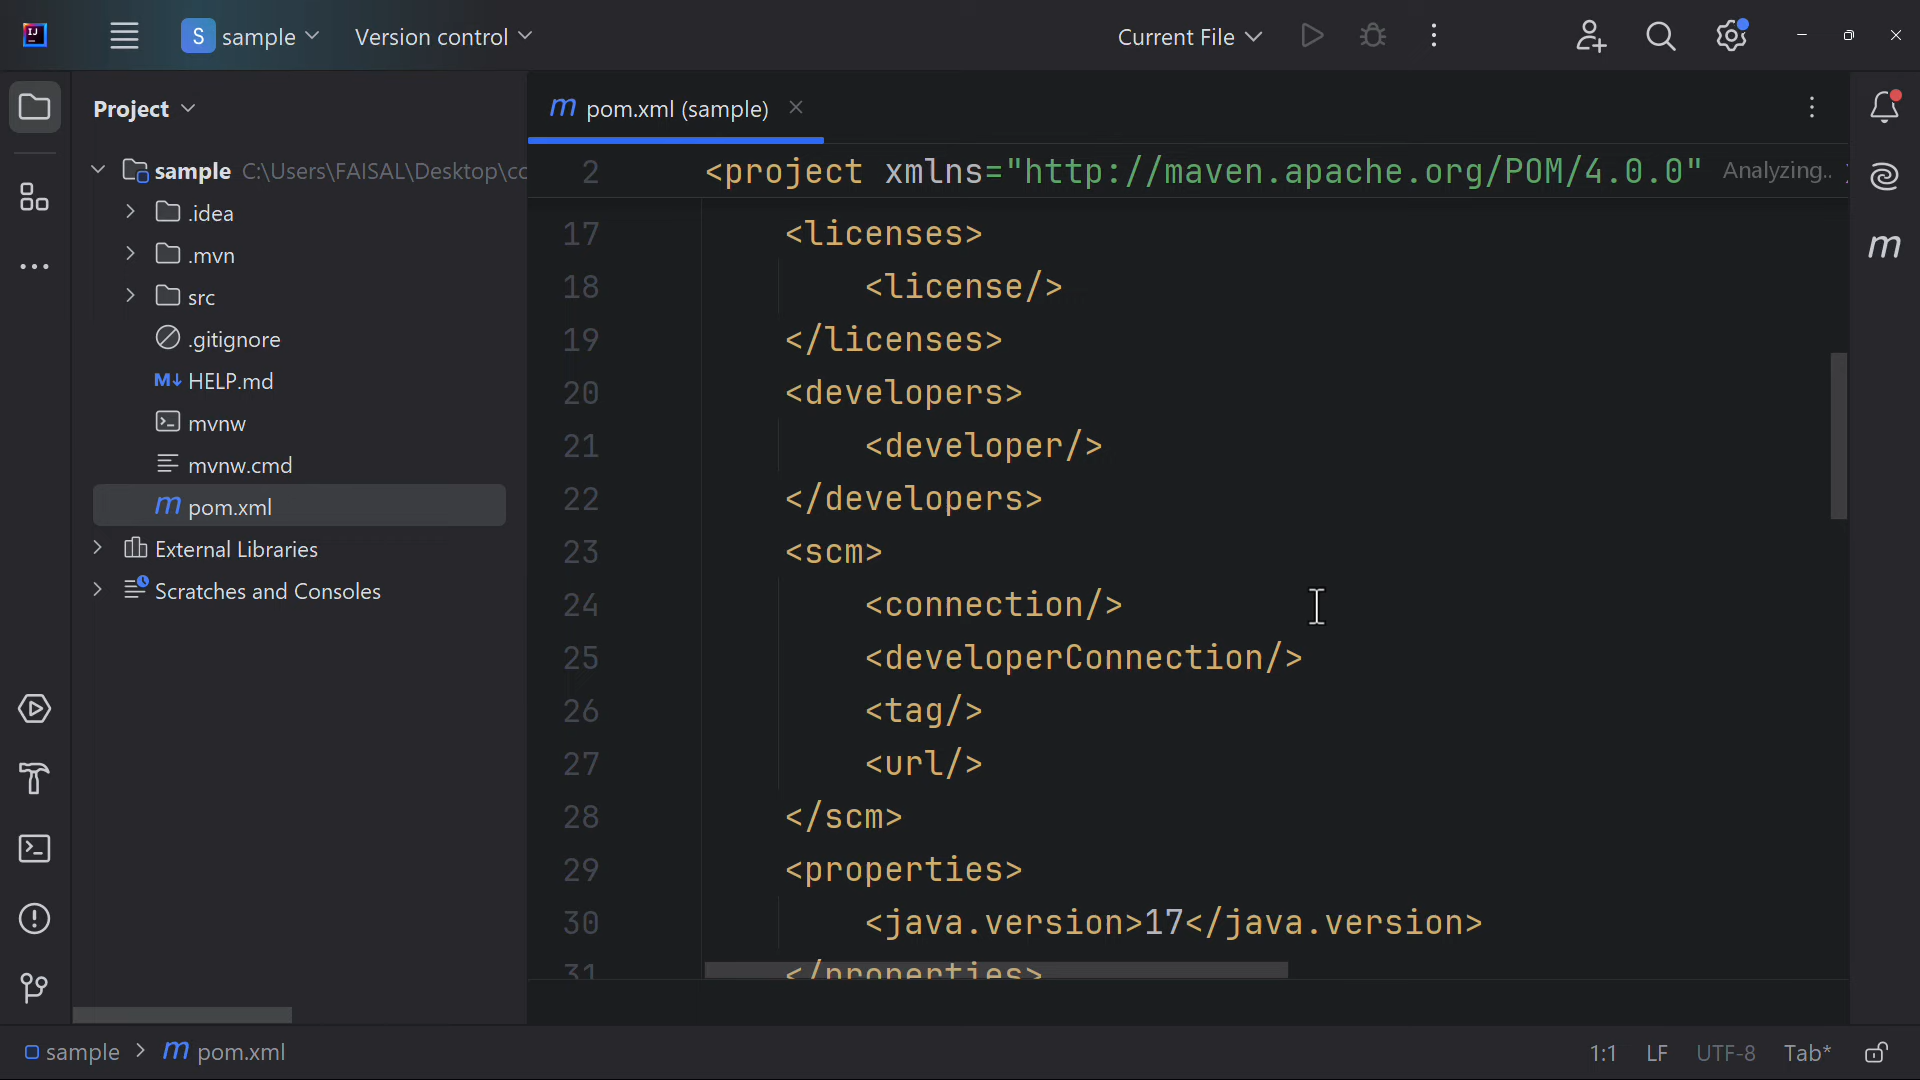 sample
Version control
Current File
Project
sample C:\Users\FAISAL\Desktop\cc
.idea
.mvn
src
.gitignore
HELP.md
mvnw
mvnw.cmd
pom.xml
External Libraries
Scratches and Consoles
pom.xml (sample)
2 <project xmlns="http://maven.apache.org/POM/4.0.0" Analyzing..
17 <licenses>
18 <license/>
19 </licenses>
20 <developers>
21 <developer/>
22 </developers>
23 <scm>
24 <connection/>
25 <developerConnection/>
26 <tag/>
27 <url/>
28 </scm>
29 <properties>
30 <java.version>17</java.version>
31 </properties>
sample > pom.xml
1:1 LF UTF-8 Tab*